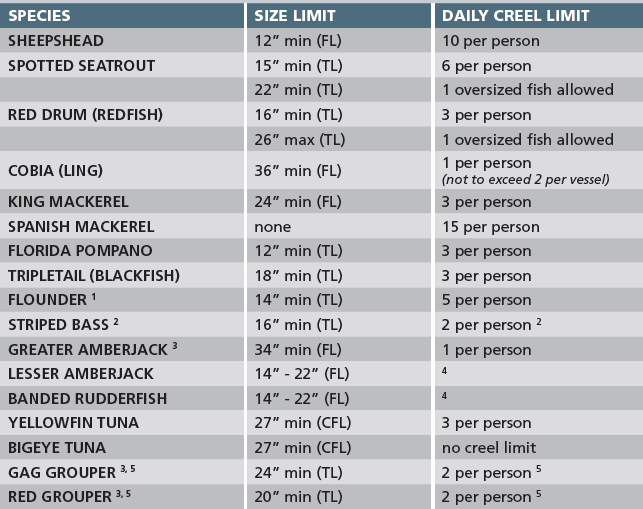 SPECIES SIZE LIMIT DAILY CREEL LIMIT
SHEEPSHEAD 12” min (FL) 10 per person
SPOTTED SEATROUT 15” min (TL) 6 per person
22” min (TL) 1 oversized fish allowed
RED DRUM (REDFISH) 16” min (TL) 3 per person
26” max (TL) 1 oversized fish allowed
COBIA (LING) 36” min (FL) 1 per person
(not to exceed 2 per vessel)
KING MACKEREL 24” min (FL) 3 per person
SPANISH MACKEREL none 15 per person
FLORIDA POMPANO 12” min (TL) 3 per person
TRIPLETAIL (BLACKFISH) 18” min (TL) 3 per person
FLOUNDER ¹ 14” min (TL) 5 per person
STRIPED BASS ² 16” min (TL) 2 per person ²
GREATER AMBERJACK ³ 34” min (FL) 1 per person
LESSER AMBERJACK 14” - 22” (FL) ⁴
BANDED RUDDERFISH 14” - 22” (FL) ⁴
YELLOWFIN TUNA 27” min (CFL) 3 per person
BIGEYE TUNA 27” min (CFL) no creel limit
GAG GROUPER ³, ⁵ 24” min (TL) 2 per person ⁵
RED GROUPER ³, ⁵ 20” min (TL) 2 per person ⁵